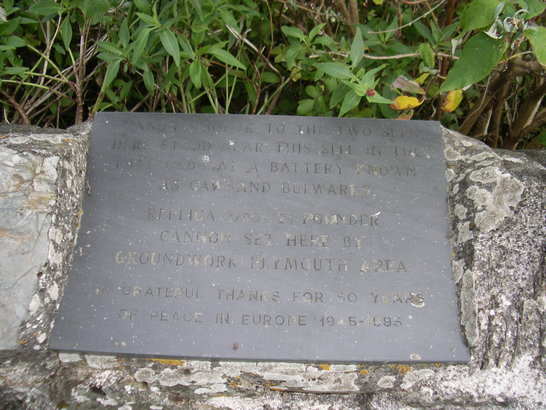 TO THE TWO
STOOD NEAR THIS SITE IN THE
AT A BATTERY KNOWN
AS CAWSAND BULWARKS.
REPLICA POUNDER
CANNON SET HERE BY
GROUNDWORK PLYMOUTH AREA
IN GRATEFUL THANKS FOR 50 YEARS
OF PEACE IN EUROPE 1945-1995